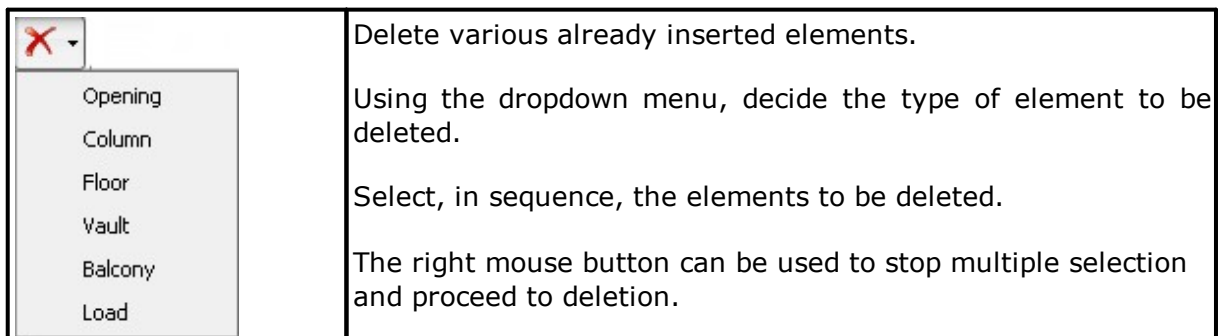 Opening
Column
Floor
Vault
Balcony
Load
Delete various already inserted elements.
Using the dropdown menu, decide the type of element to be
deleted.
Select, in sequence, the elements to be deleted.
The right mouse button can be used to stop multiple selection
and proceed to deletion.